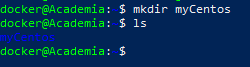 docker@Academia: $ mkdir myCentos
docker@Academia: $ ls
myCentos
docker@Academia: $